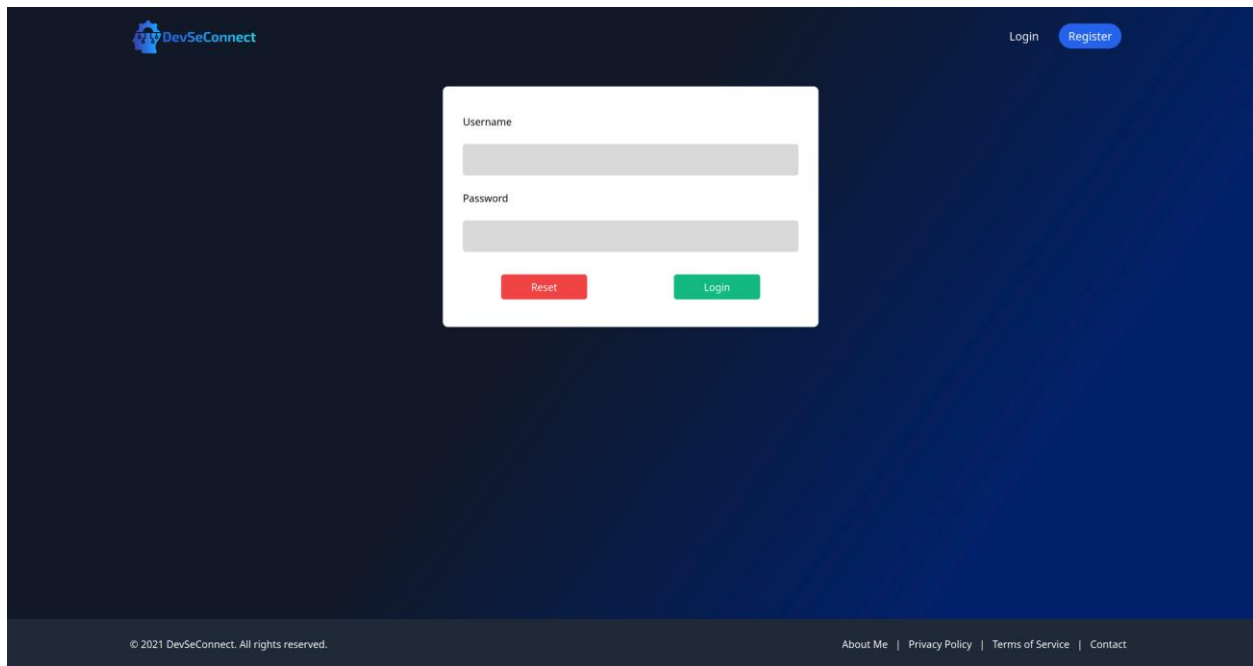 DevSeConnect
Login Register
Username
Password
Reset Login
© 2021 DevSeConnect. All rights reserved.
About Me | Privacy Policy | Terms of Service | Contact